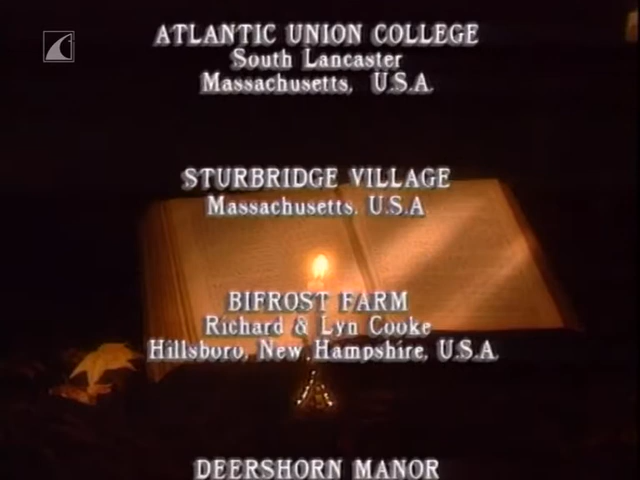 ATLANTIC UNION COLLEGE
South Lancaster
Massachusetts, U.S.A.
STURBRIDGE VILLAGE
Massachusetts. U.S.A
BIFROST FARM
Richard & Lyn Cooke
Hillsboro, New Hampshire, U.S.A.
DEERSHORN MANOR